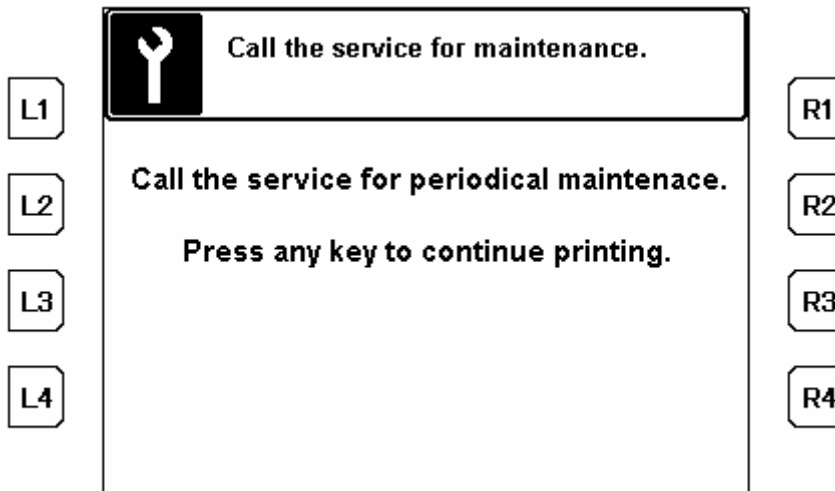 Call the service for maintenance.
L1
R1
Call the service for periodical maintenace.
L2
R2
Press any key to continue printing.
L3
R3
L4
R4